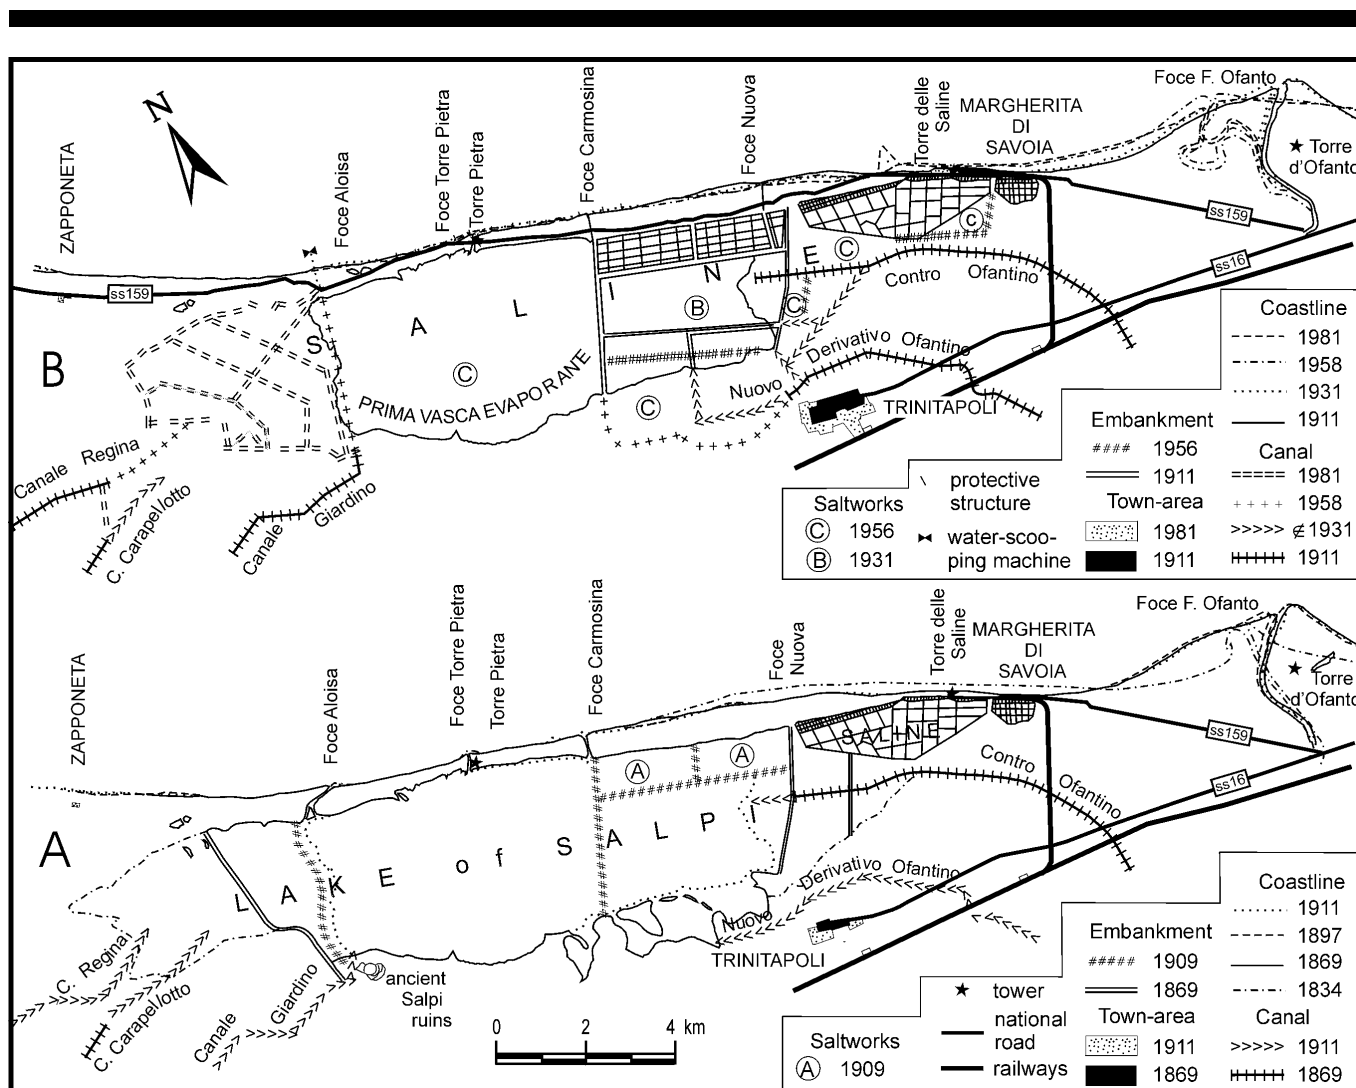 N
ZAPPONETA
Foce Aloisa
Foce Torre Pietra
Torre Pietra
Foce Carmosina
Foce Nuova
Torre delle
Saline
MARGHERITA
DI
SAVOIA
Foce F. Ofanto
Torre
d'Ofanto
ss159
ss159
ss16
B
S A L I N E
C
C
C
C
C
B
PRIMA VASCA EVAPORANTE
Contro Ofantino
Nuovo Derivativo Ofantino
TRINITAPOLI
Canale Regina
C. Carapellotto
Canale Giardino
Saltworks
C 1956
B 1931
protective
structure
water-scoo-
ping machine
Embankment
1956
1911
Town-area
1981
1911
Coastline
1981
1958
1931
1911
Canal
1981
1958
∉1931
1911
ZAPPONETA
Foce Aloisa
Foce Torre Pietra
Torre Pietra
Foce Carmosina
Foce
Nuova
Torre delle
Saline
MARGHERITA
DI
SAVOIA
Foce F. Ofanto
Torre
d'Ofanto
ss159
ss16
A
LAKE of SALPI
A
A
SALINE
Contro Ofantino
Nuovo Derivativo Ofantino
TRINITAPOLI
C. Regina
C. Carapellotto
Canale Giardino
ancient
Salpi
ruins
0 2 4 km
Saltworks
A 1909
tower
national
road
railways
Embankment
1909
1869
Town-area
1911
1869
Coastline
1911
1897
1869
1834
Canal
1911
1869